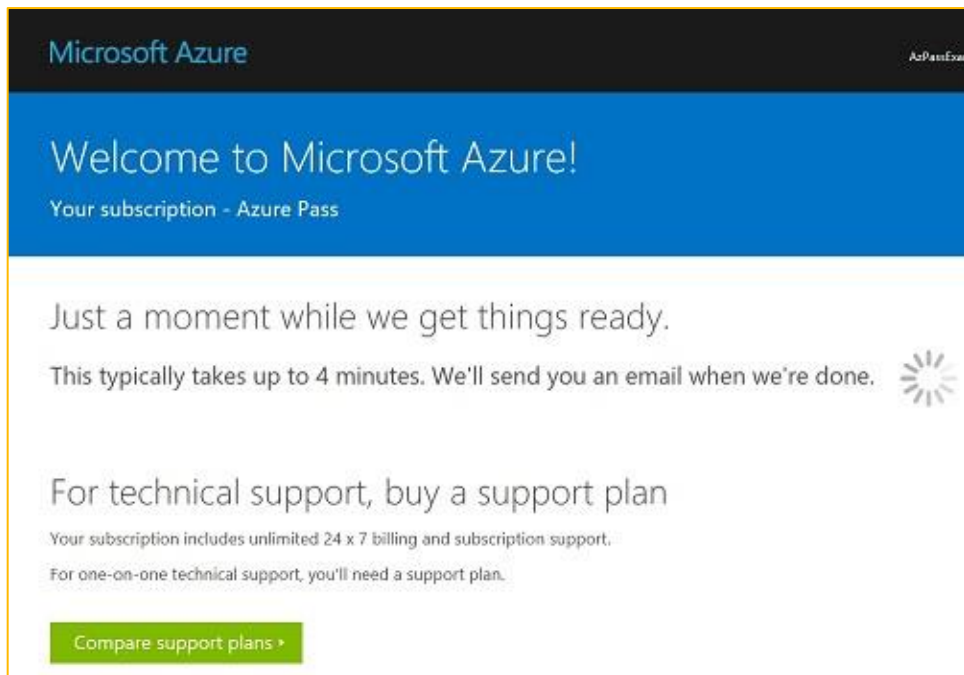 Microsoft Azure
Welcome to Microsoft Azure!
Your subscription - Azure Pass
Just a moment while we get things ready.
This typically takes up to 4 minutes. We'll send you an email when we're done.
For technical support, buy a support plan
Your subscription includes unlimited 24 x 7 billing and subscription support.
For one-on-one technical support, you'll need a support plan.
Compare support plans